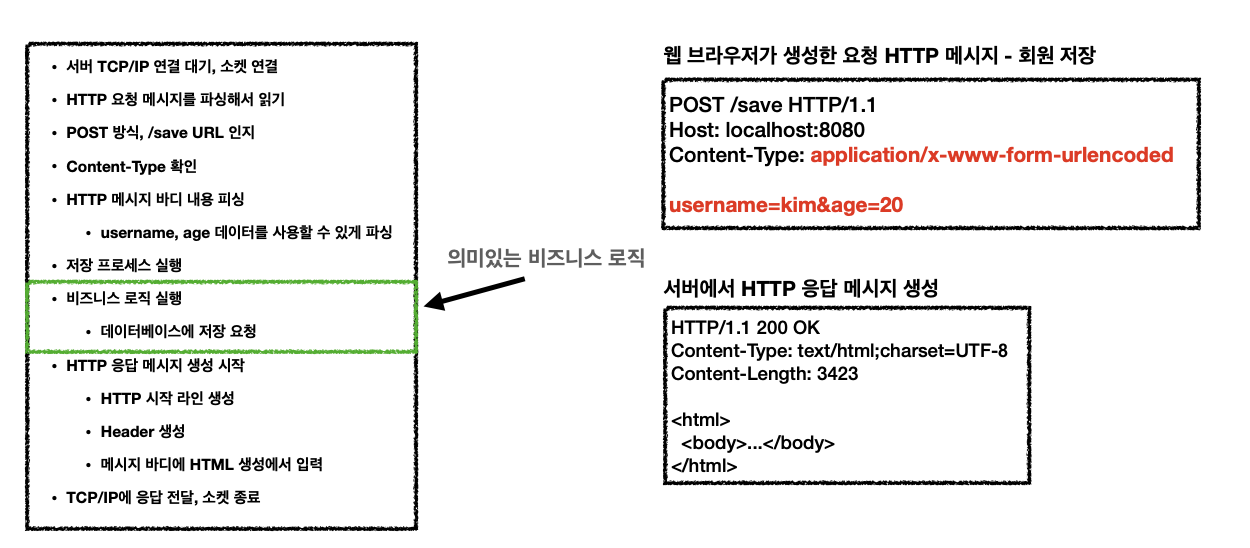 • 서버 TCP/IP 연결 대기, 소켓 연결
• HTTP 요청 메시지를 파싱해서 읽기
• POST 방식, /save URL 인지
• Content-Type 확인
• HTTP 메시지 바디 내용 피싱
• username, age 데이터를 사용할 수 있게 파싱
• 저장 프로세스 실행
• 비즈니스 로직 실행
• 데이터베이스에 저장 요청
• HTTP 응답 메시지 생성 시작
• HTTP 시작 라인 생성
• Header 생성
• 메시지 바디에 HTML 생성에서 입력
• TCP/IP에 응답 전달, 소켓 종료
의미있는 비즈니스 로직
웹 브라우저가 생성한 요청 HTTP 메시지 - 회원 저장
POST /save HTTP/1.1
Host: localhost:8080
Content-Type: application/x-www-form-urlencoded
username=kim&age=20
서버에서 HTTP 응답 메시지 생성
HTTP/1.1 200 OK
Content-Type: text/html;charset=UTF-8
Content-Length: 3423
<html>
<body>...</body>
</html>